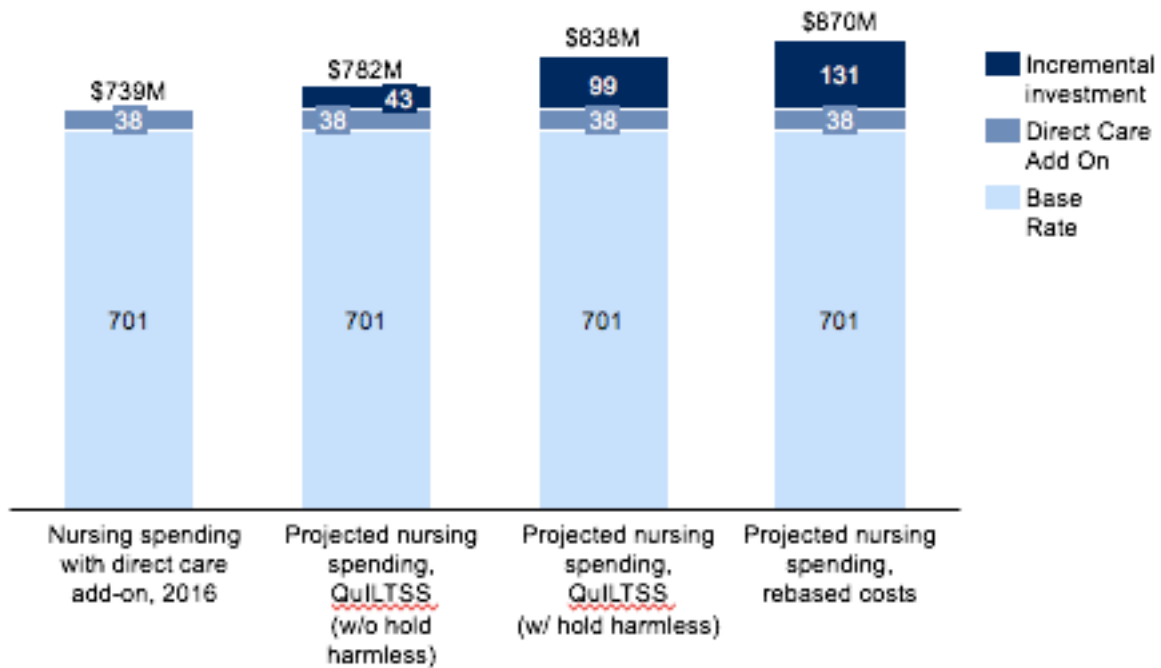 $739M
$782M
$838M
$870M
43
99
131
38
38
38
38
701
701
701
701
Incremental
investment
Direct Care
Add On
Base
Rate
Nursing spending
with direct care
add-on, 2016
Projected nursing
spending,
QuILTSS
(w/o hold
harmless)
Projected nursing
spending,
QuILTSS
(w/ hold harmless)
Projected nursing
spending,
rebased costs